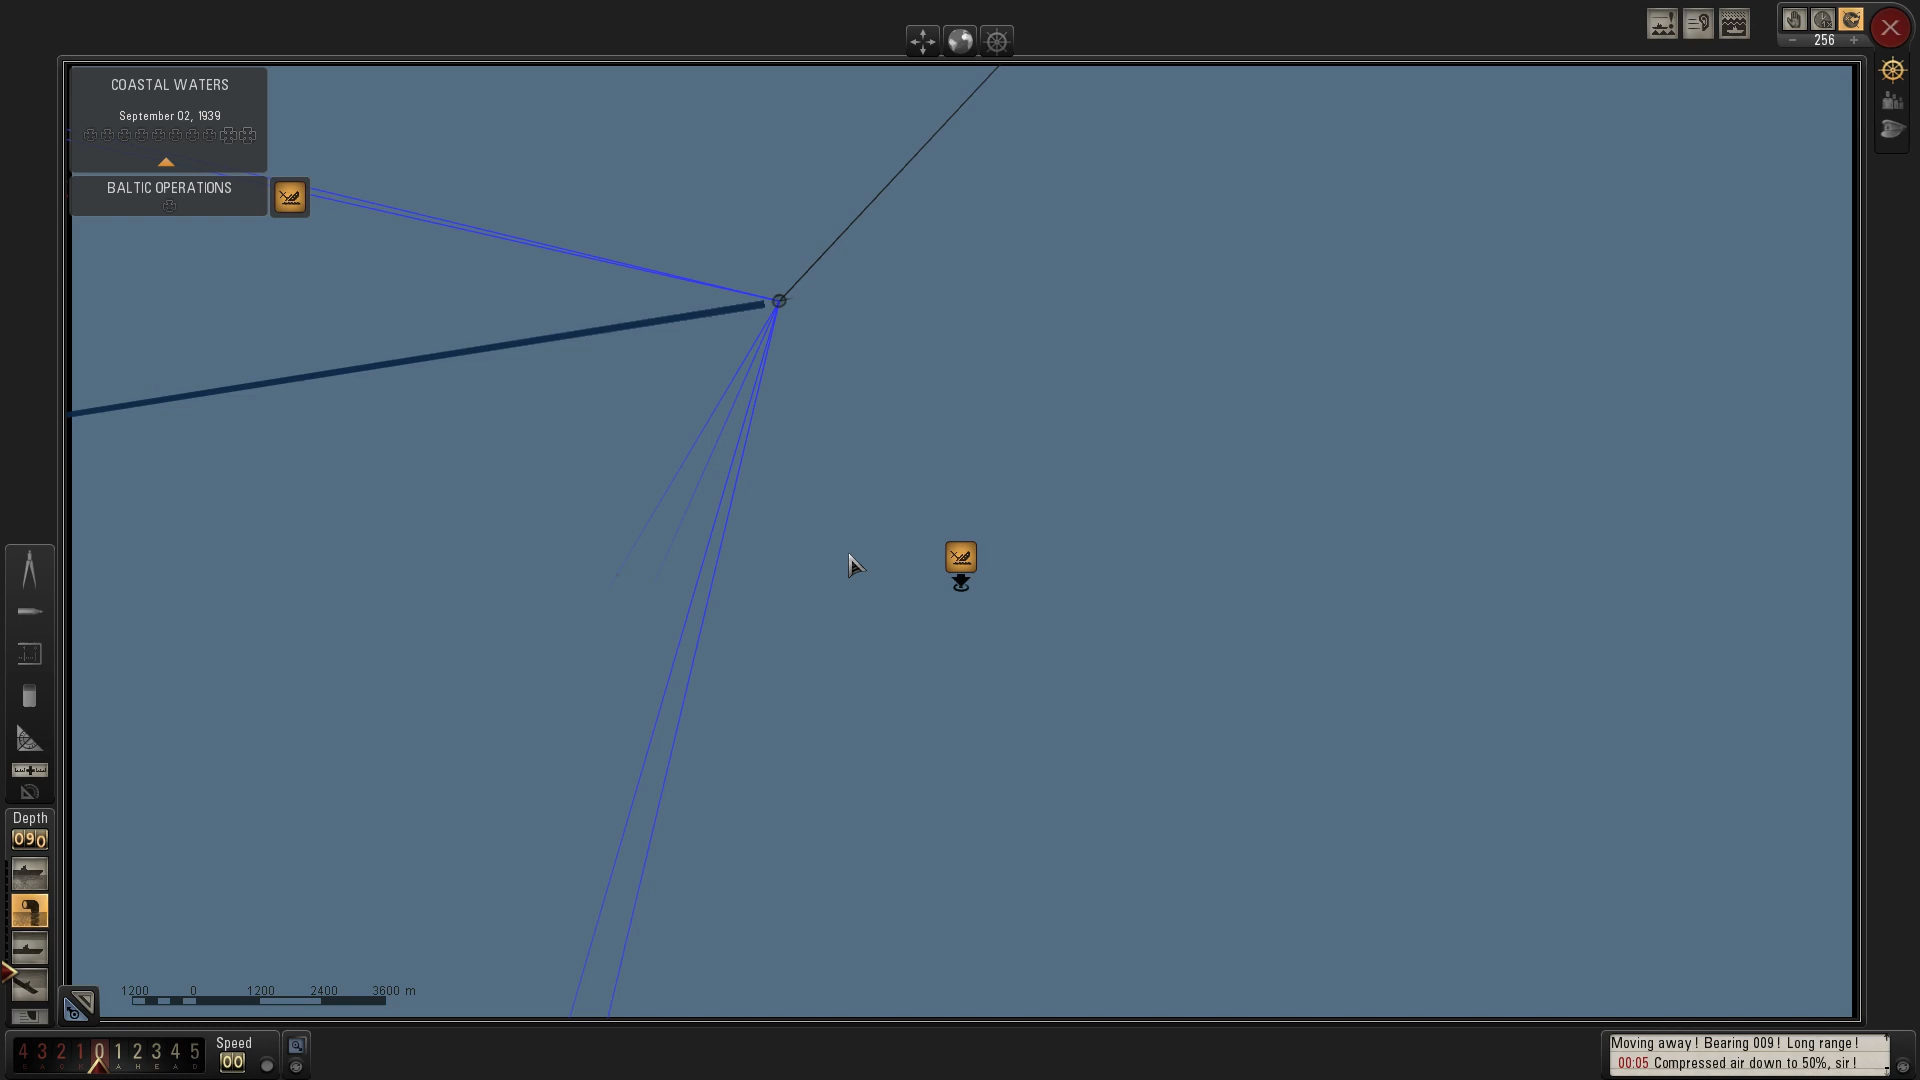 256
COASTAL WATERS
September 02, 1939
BALTIC OPERATIONS
Depth
090
1200 0 1200 2400 3600 m
4 3 2 1 0 1 2 3 4 5
A H E A D
Speed
00
Moving away! Bearing 009! Long range!
00:05 Compressed air down to 50%, sir!